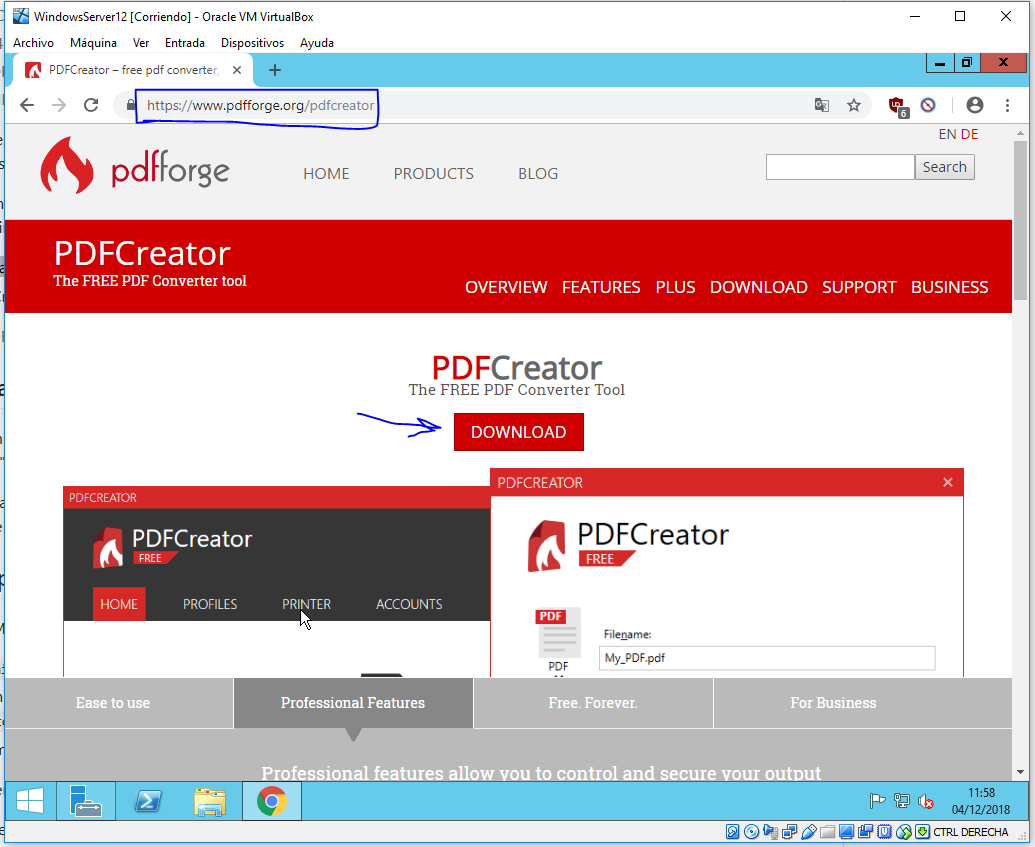 WindowsServer12 [Corriendo] - Oracle VM VirtualBox
Archivo Máquina Ver Entrada Dispositivos Ayuda
PDFCreator – free pdf converter,
https://www.pdfforge.org/pdfcreator
6
EN DE
pdfforge
HOME PRODUCTS BLOG
Search
PDFCreator
The FREE PDF Converter tool
OVERVIEW FEATURES PLUS DOWNLOAD SUPPORT BUSINESS
PDFCreator
The FREE PDF Converter Tool
DOWNLOAD
PDFCREATOR
PDFCreator
FREE
HOME PROFILES PRINTER ACCOUNTS
PDFCREATOR
PDFCreator
FREE
PDF
PDF
Filename:
My_PDF.pdf
Ease to use Professional Features Free. Forever. For Business
Professional features allow you to control and secure your output
11:58
04/12/2018
CTRL DERECHA